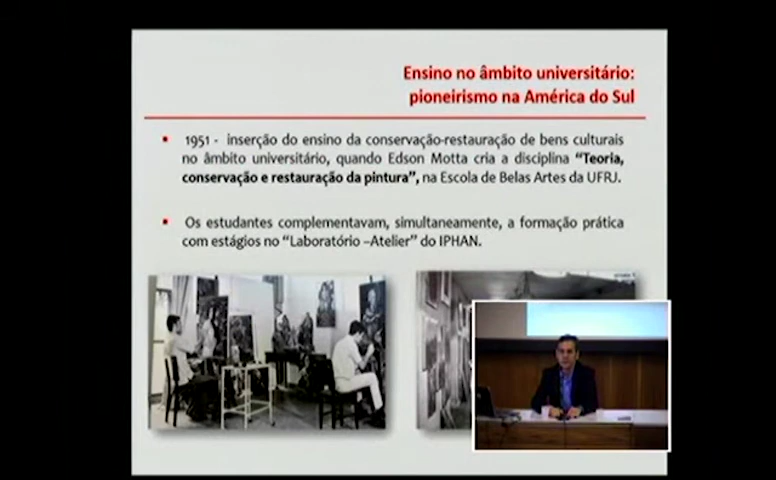 Ensino no âmbito universitário:
pioneirismo na América do Sul
1951 - inserção do ensino da conservação-restauração de bens culturais
no âmbito universitário, quando Edson Motta cria a disciplina “Teoria,
conservação e restauração da pintura”, na Escola de Belas Artes da UFRJ.
Os estudantes complementavam, simultaneamente, a formação prática
com estágios no “Laboratório –Atelier” do IPHAN.